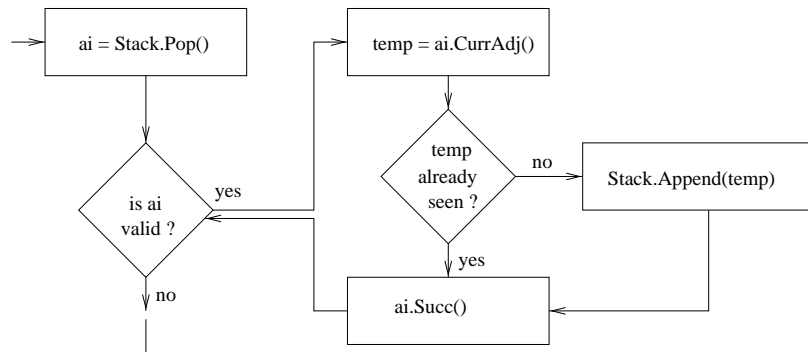 ai = Stack.Pop()
temp = ai.CurrAdj()
is ai
valid ?
yes
no
temp
already
seen ?
no
yes
Stack.Append(temp)
ai.Succ()